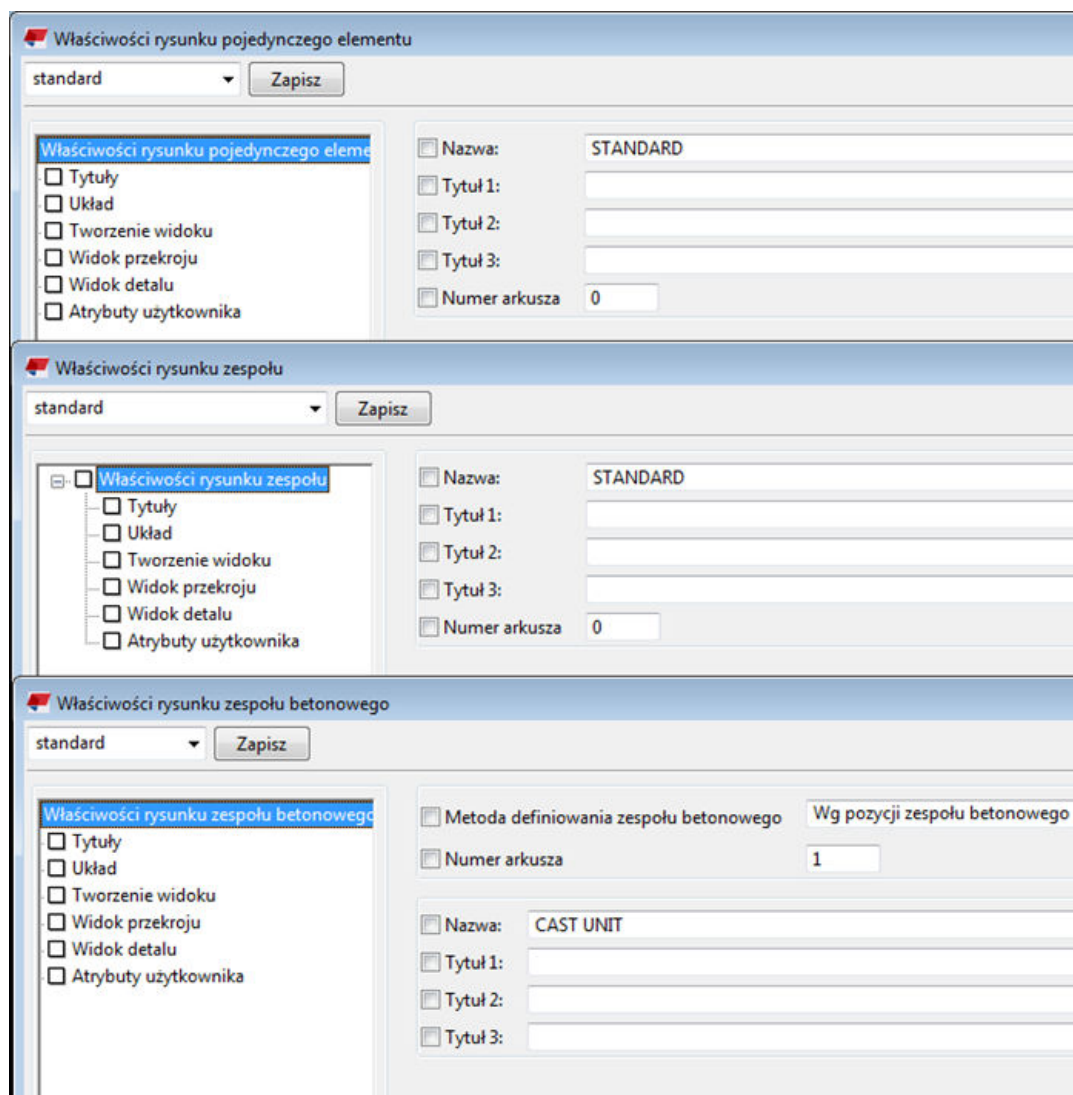 Właściwości rysunku pojedynczego elementu
standard Zapisz
Właściwości rysunku pojedynczego eleme
Tytuły
Układ
Tworzenie widoku
Widok przekroju
Widok detalu
Atrybuty użytkownika
Nazwa: STANDARD
Tytuł 1:
Tytuł 2:
Tytuł 3:
Numer arkusza 0
Właściwości rysunku zespołu
standard Zapisz
Właściwości rysunku zespołu
Tytuły
Układ
Tworzenie widoku
Widok przekroju
Widok detalu
Atrybuty użytkownika
Nazwa: STANDARD
Tytuł 1:
Tytuł 2:
Tytuł 3:
Numer arkusza 0
Właściwości rysunku zespołu betonowego
standard Zapisz
Właściwości rysunku zespołu betonowego
Tytuły
Układ
Tworzenie widoku
Widok przekroju
Widok detalu
Atrybuty użytkownika
Metoda definiowania zespołu betonowego Wg pozycji zespołu betonowego
Numer arkusza 1
Nazwa: CAST UNIT
Tytuł 1:
Tytuł 2:
Tytuł 3: